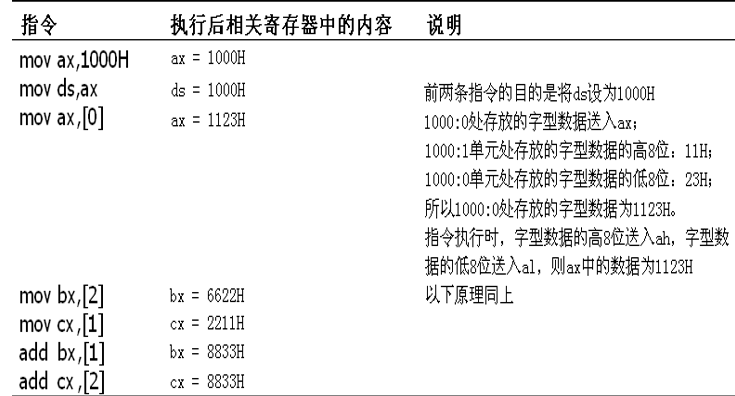 指令 执行后相关寄存器中的内容 说明
mov ax,1000H ax = 1000H
mov ds,ax ds = 1000H 前两条指令的目的是将ds设为1000H
mov ax,[0] ax = 1123H 1000:0处存放的字型数据送入ax；
1000:1单元处存放的字型数据的高8位：11H；
1000:0单元处存放的字型数据的低8位：23H；
所以1000:0处存放的字型数据为1123H。
指令执行时，字型数据的高8位送入ah，字型数
据的低8位送入al，则ax中的数据为1123H
mov bx,[2] bx = 6622H 以下原理同上
mov cx,[1] cx = 2211H
add bx,[1] bx = 8833H
add cx,[2] cx = 8833H